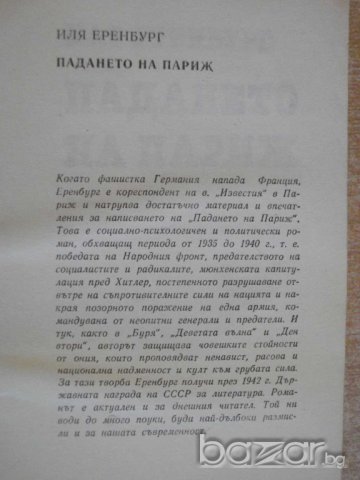 ИЛЯ ЕРЕНБУРГ
ПАДАНЕТО НА ПАРИЖ
Когато фашистка Германия напада Франция,
Еренбург е кореспондент на в. „Известия" в Па-
риж и натрупва достатъчно материал и впечат-
ления за написването на „Падането на Париж".
Това е социално-психологичен и политически ро-
ман, обхващащ периода от 1935 до 1940 г., т. е.
победата на Народния фронт, предателството на
социалистите и радикалите, мюнхенската капиту-
лация пред Хитлер, постепенното разрушаване от-
вътре на съпротивителните сили на нацията и на-
края позорното поражение на една армия, ко-
мандувана от неопитни генерали и предатели. И
тук, както в „Буря", „Деветата вълна" и „Ден
втори", авторът защищава човешките стойности
от ония, които проповядват ненавист, расова и
национална надменност и култ към грубата сила.
За тази творба Еренбург получи през 1942 г. Дър-
жавната награда на СССР за литература. Рома-
нът е актуален и за днешния читател. Той ни
води до много поуки, буди най-дълбоки размис-
ли и за нашата съвременност.
bazar.bg